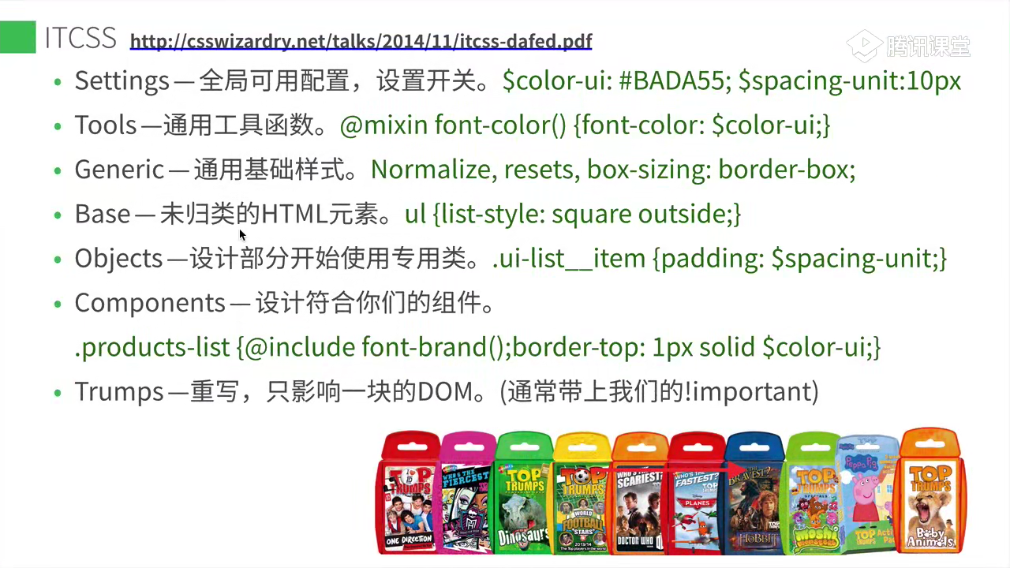 ITCSS http://csswizardry.net/talks/2014/11/itcss-dafed.pdf
腾讯课堂
• Settings — 全局可用配置，设置开关。$color-ui: #BADA55; $spacing-unit:10px
• Tools —通用工具函数。@mixin font-color() {font-color: $color-ui;}
• Generic — 通用基础样式。Normalize, resets, box-sizing: border-box;
• Base — 未归类的HTML元素。ul {list-style: square outside;}
• Objects —设计部分开始使用专用类。.ui-list__item {padding: $spacing-unit;}
• Components — 设计符合你们的组件。
.products-list {@include font-brand();border-top: 1px solid $color-ui;}
• Trumps —重写，只影响一块的DOM。(通常带上我们的!important)
TOP TRUMPS
ONE DIRECTION
WHO'S THE FIERCEST?
TOP TRUMPS
Dinosaurs
TOP TRUMPS
WORLD FOOTBALL STARS
WHO'S SCARIEST?
DOCTOR WHO
WHO'S THE FASTEST?
PLANES
HOBBIT
TOP TRUMPS
moshi
Peppa Pig
TOP TRUMPS
TOP TRUMPS
Baby Animals